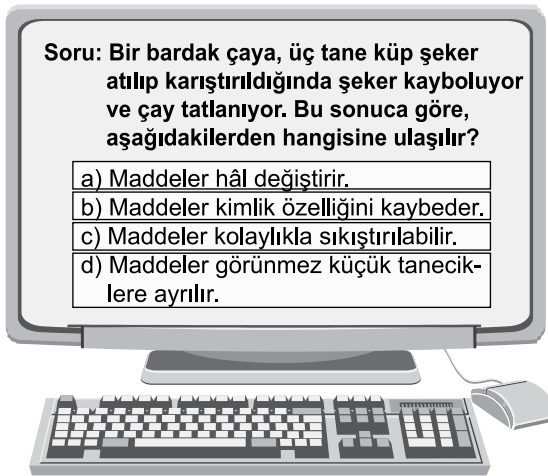 Soru: Bir bardak çaya, üç tane küp şeker
atılıp karıştırıldığında şeker kayboluyor
ve çay tatlanıyor. Bu sonuca göre,
aşağıdakilerden hangisine ulaşılır?
a) Maddeler hâl değiştirir.
b) Maddeler kimlik özelliğini kaybeder.
c) Maddeler kolaylıkla sıkıştırılabilir.
d) Maddeler görünmez küçük tanecik-
lere ayrılır.